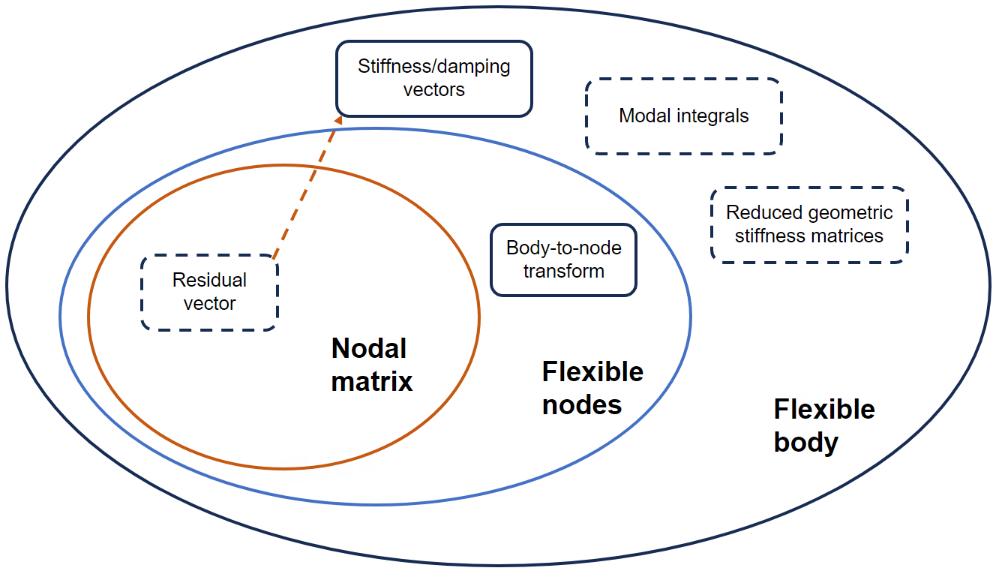 Stiffness/damping
vectors
Modal integrals
Reduced geometric
stiffness matrices
Body-to-node
transform
Residual
vector
Nodal
matrix
Flexible
nodes
Flexible
body